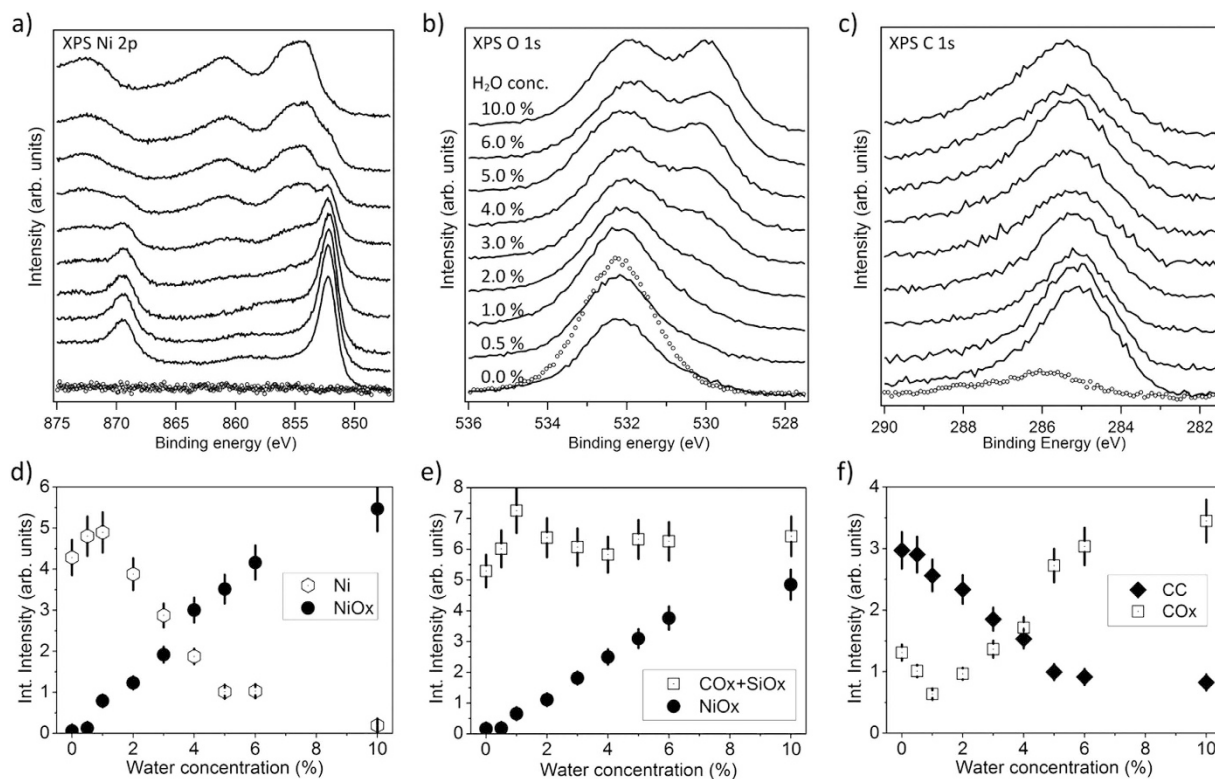 a)
XPS Ni 2p
Intensity (arb. units)
875 870 865 860 855 850
Binding energy (eV)
b)
XPS O 1s
H₂O conc.
10.0 %
6.0 %
5.0 %
4.0 %
3.0 %
2.0 %
1.0 %
0.5 %
0.0 %
Intensity (arb. units)
536 534 532 530 528
Binding energy (eV)
c)
XPS C 1s
Intensity (arb. units)
290 288 286 284 282
Binding Energy (eV)
d)
6
5
4
3
2
1
0
Int. Intensity (arb. units)
Ni
NiOx
0 2 4 6 8 10
Water concentration (%)
e)
8
7
6
5
4
3
2
1
0
Int. Intensity (arb. units)
COx+SiOx
NiOx
0 2 4 6 8 10
Water concentration (%)
f)
4
3
2
1
0
Int. Intensity (arb. units)
CC
COx
0 2 4 6 8 10
Water concentration (%)